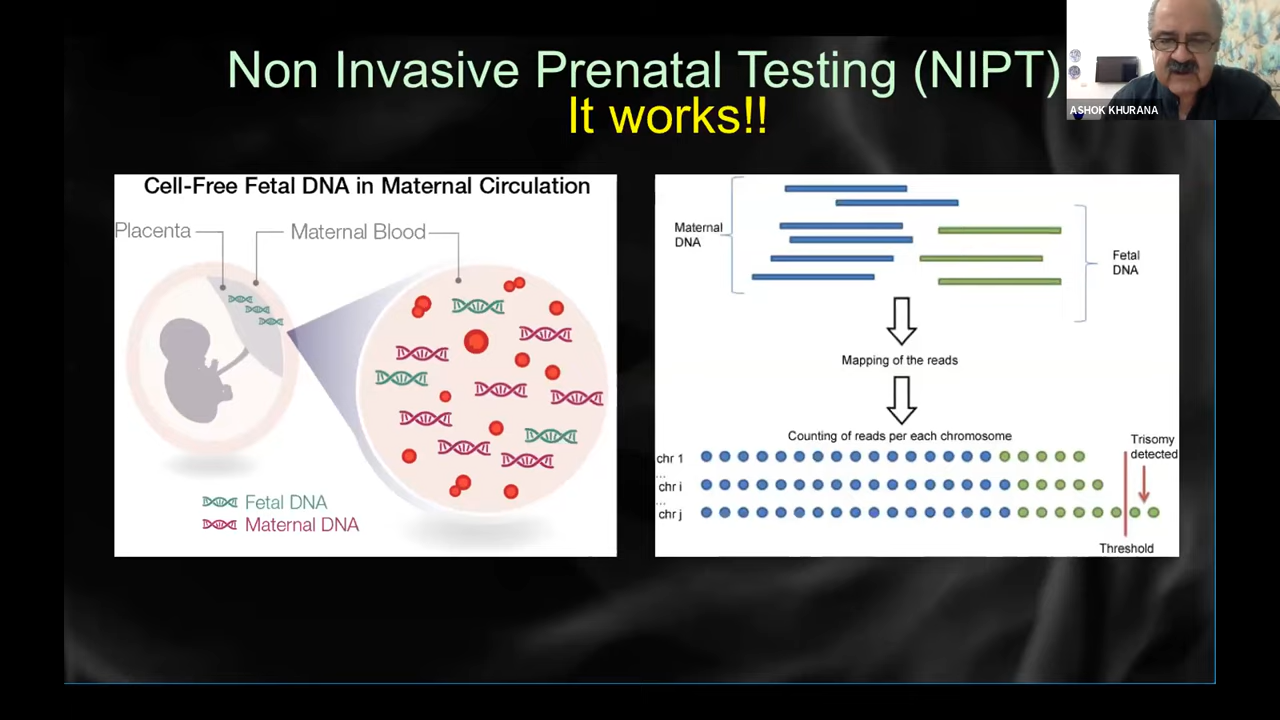 Non Invasive Prenatal Testing (NIPT)
It works!!
ASHOK KHURANA
Cell-Free Fetal DNA in Maternal Circulation
Placenta
Maternal Blood
Fetal DNA
Maternal DNA
Maternal
DNA
Fetal
DNA
Mapping of the reads
Counting of reads per each chromosome
Trisomy
detected
chr 1
...
chr i
...
chr j
Threshold